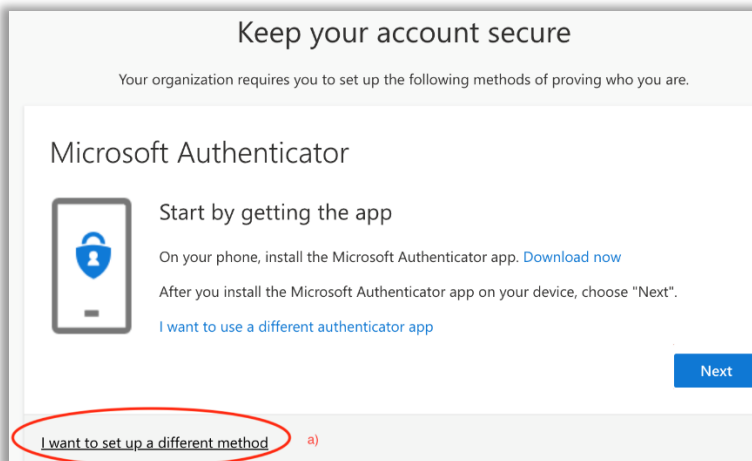 Keep your account secure
Your organization requires you to set up the following methods of proving who you are.
Microsoft Authenticator
Start by getting the app
On your phone, install the Microsoft Authenticator app. Download now
After you install the Microsoft Authenticator app on your device, choose "Next".
I want to use a different authenticator app
Next
I want to set up a different method a)